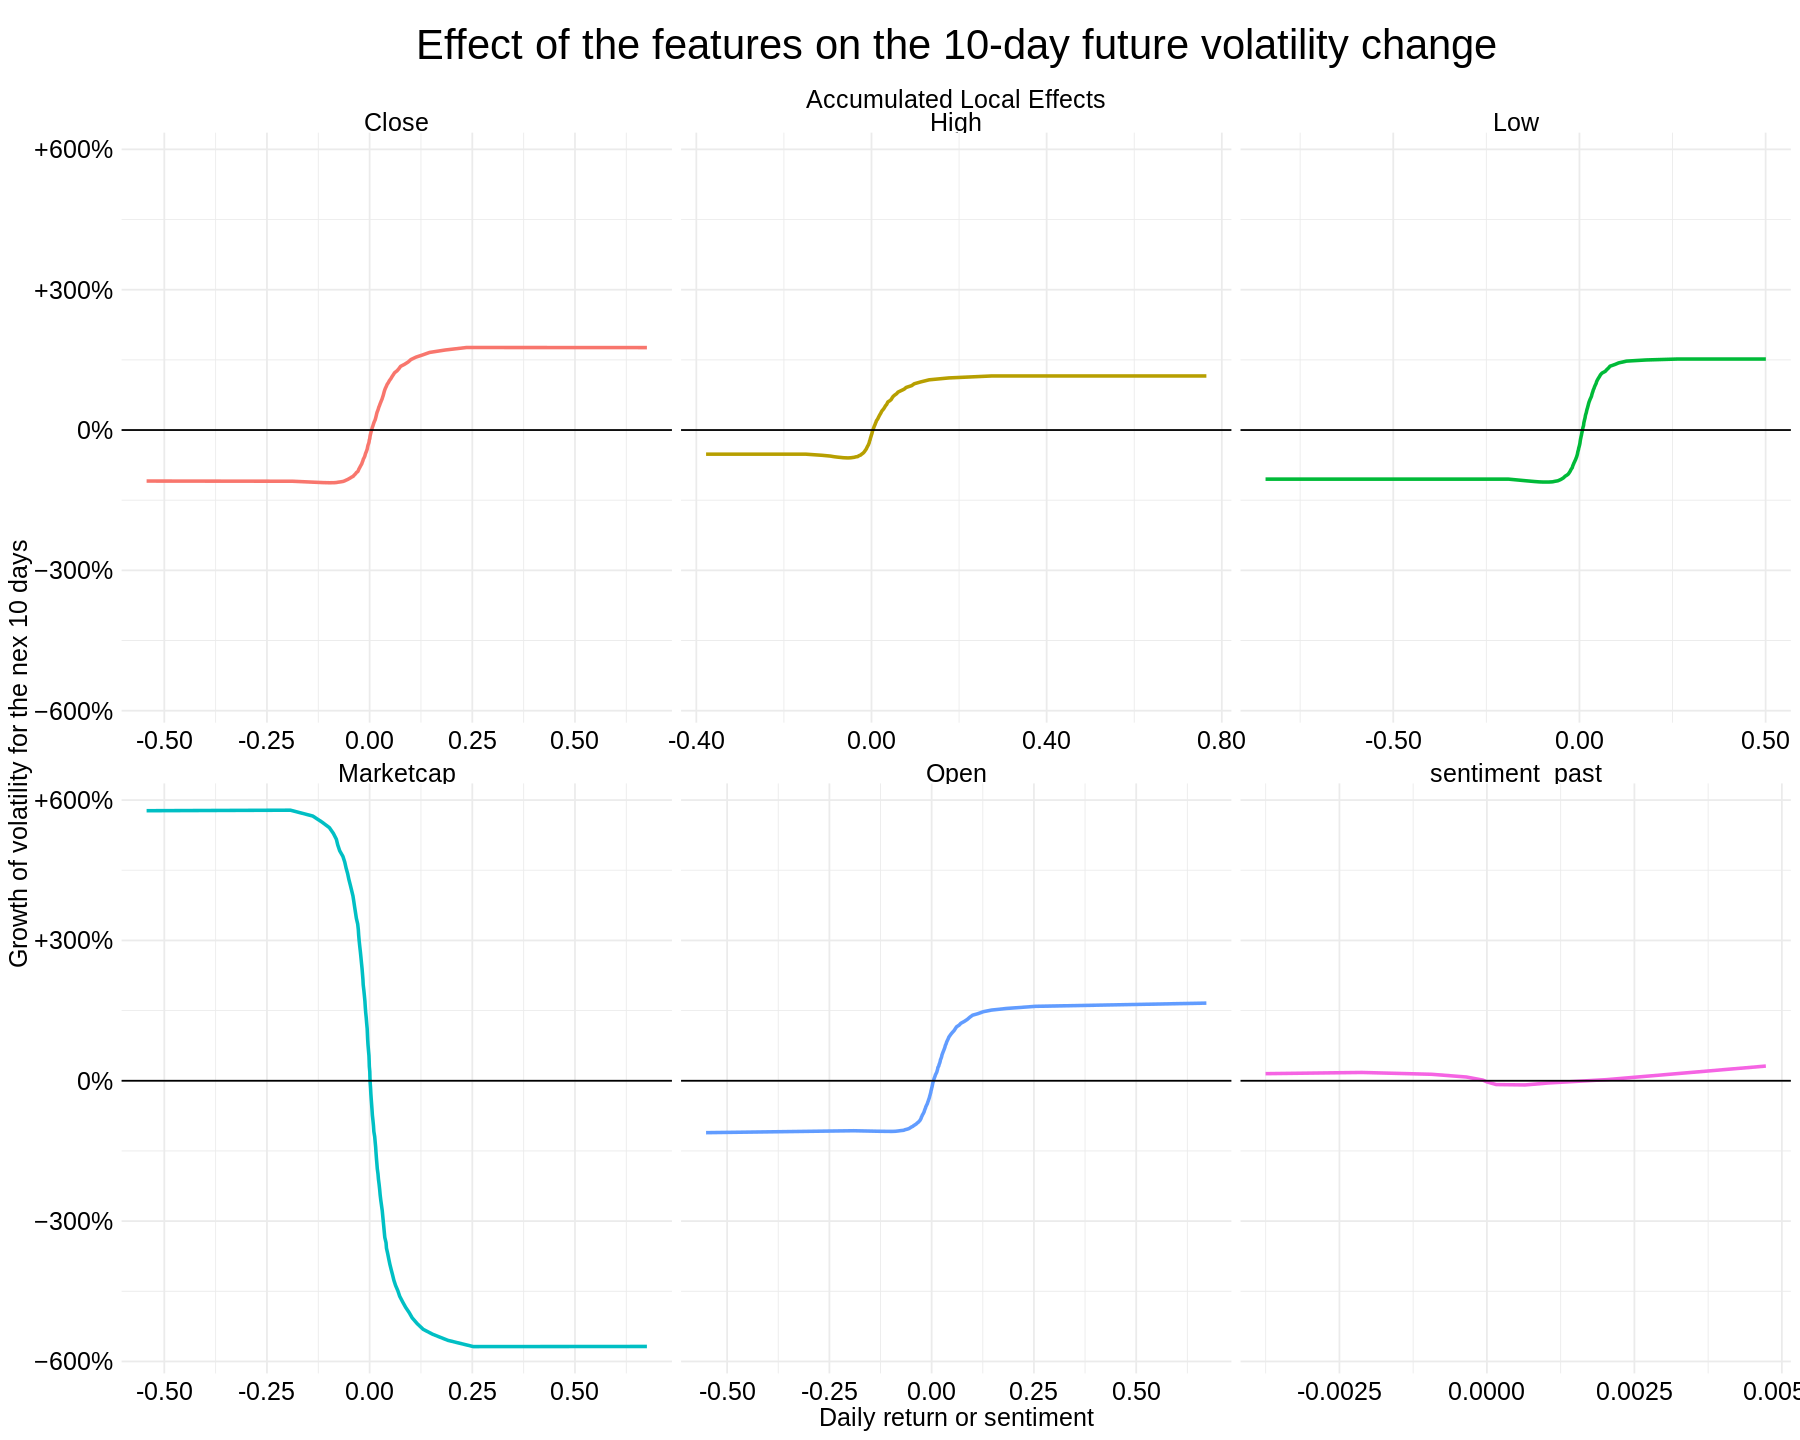 Effect of the features on the 10-day future volatility change
Accumulated Local Effects
Close
High
Low
+600%
+300%
0%
−300%
−600%
-0.50 -0.25 0.00 0.25 0.50
-0.40 0.00 0.40 0.80
-0.50 0.00 0.50
Marketcap
Open
sentiment_past
+600%
+300%
0%
−300%
−600%
-0.50 -0.25 0.00 0.25 0.50
-0.50 -0.25 0.00 0.25 0.50
-0.0025 0.0000 0.0025 0.005
Daily return or sentiment
Growth of volatility for the nex 10 days